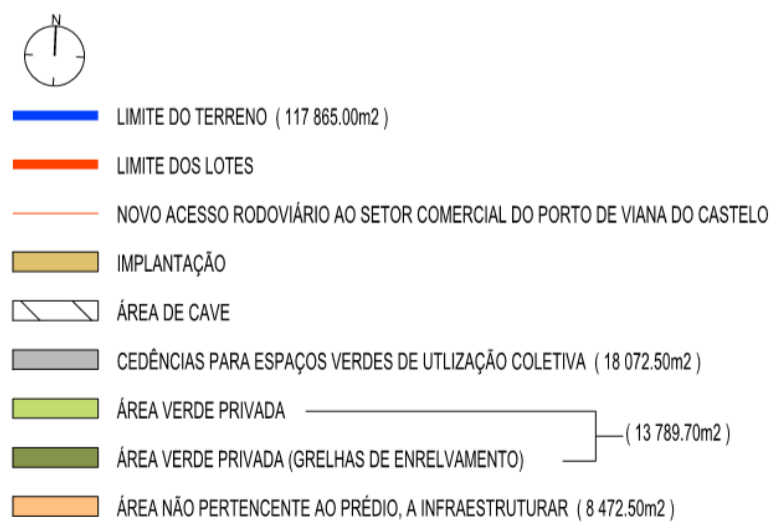 N
LIMITE DO TERRENO ( 117 865.00m2 )
LIMITE DOS LOTES
NOVO ACESSO RODOVIÁRIO AO SETOR COMERCIAL DO PORTO DE VIANA DO CASTELO
IMPLANTAÇÃO
ÁREA DE CAVE
CEDÊNCIAS PARA ESPAÇOS VERDES DE UTLIZAÇÃO COLETIVA ( 18 072.50m2 )
ÁREA VERDE PRIVADA
( 13 789.70m2 )
ÁREA VERDE PRIVADA (GRELHAS DE ENRELVAMENTO)
ÁREA NÃO PERTENCENTE AO PRÉDIO, A INFRAESTRUTURAR ( 8 472.50m2 )